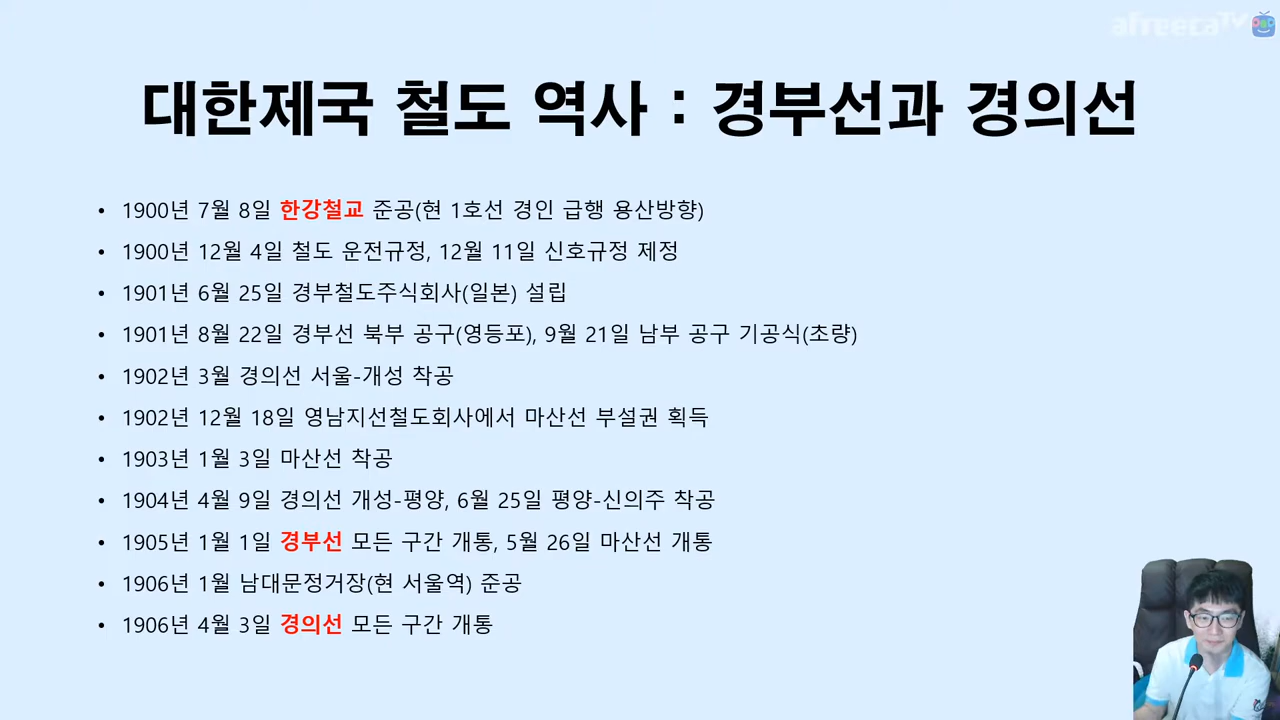 afreecaTV
대한제국 철도 역사 : 경부선과 경의선
• 1900년 7월 8일 한강철교 준공(현 1호선 경인 급행 용산방향)
• 1900년 12월 4일 철도 운전규정, 12월 11일 신호규정 제정
• 1901년 6월 25일 경부철도주식회사(일본) 설립
• 1901년 8월 22일 경부선 북부 공구(영등포), 9월 21일 남부 공구 기공식(초량)
• 1902년 3월 경의선 서울-개성 착공
• 1902년 12월 18일 영남지선철도회사에서 마산선 부설권 획득
• 1903년 1월 3일 마산선 착공
• 1904년 4월 9일 경의선 개성-평양, 6월 25일 평양-신의주 착공
• 1905년 1월 1일 경부선 모든 구간 개통, 5월 26일 마산선 개통
• 1906년 1월 남대문정거장(현 서울역) 준공
• 1906년 4월 3일 경의선 모든 구간 개통